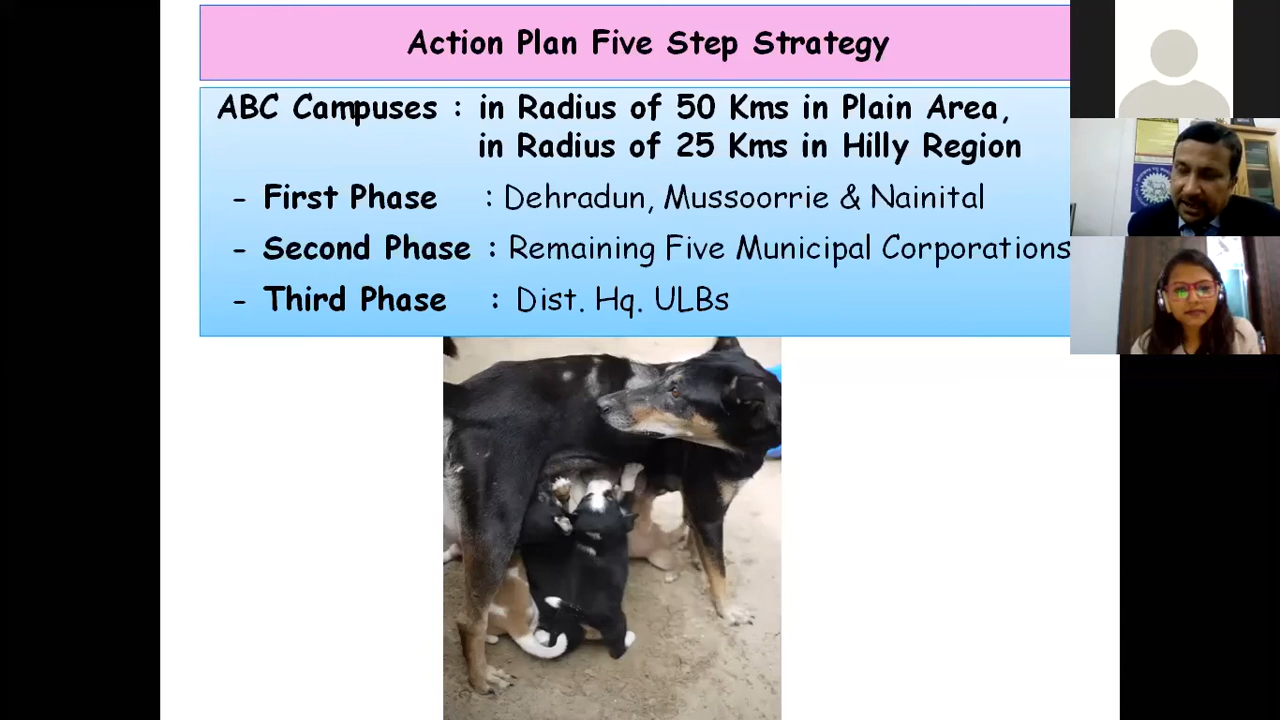 Action Plan Five Step Strategy
ABC Campuses : in Radius of 50 Kms in Plain Area,
in Radius of 25 Kms in Hilly Region
- First Phase : Dehradun, Mussoorrie & Nainital
- Second Phase : Remaining Five Municipal Corporations
- Third Phase : Dist. Hq. ULBs